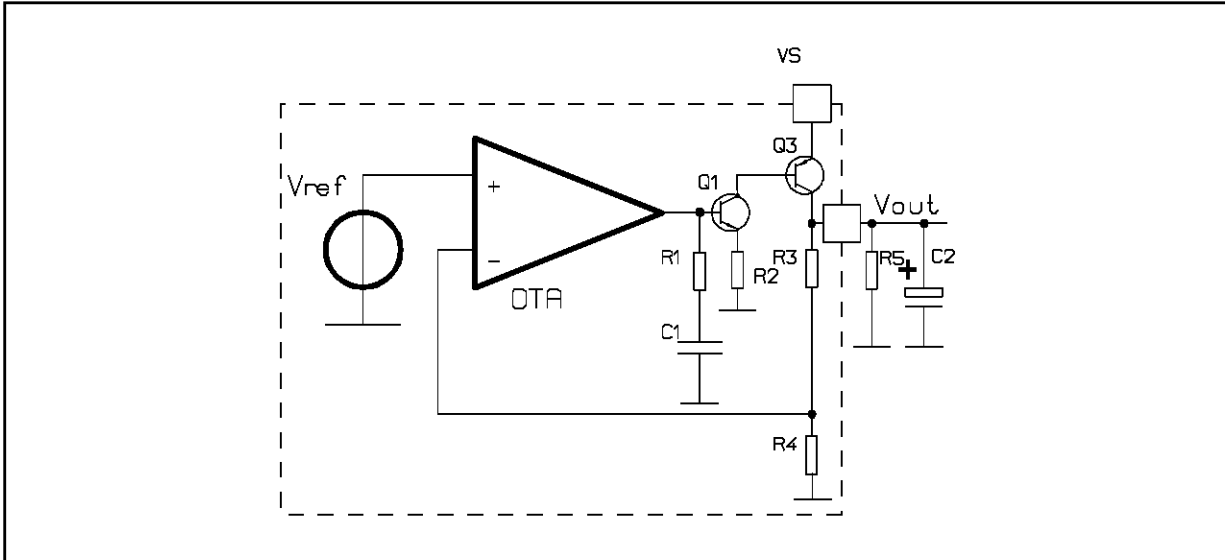 VS
Q3
Q1
Vref
+
Vout
R1
R2
R3
R5
+
C2
−
OTA
C1
R4